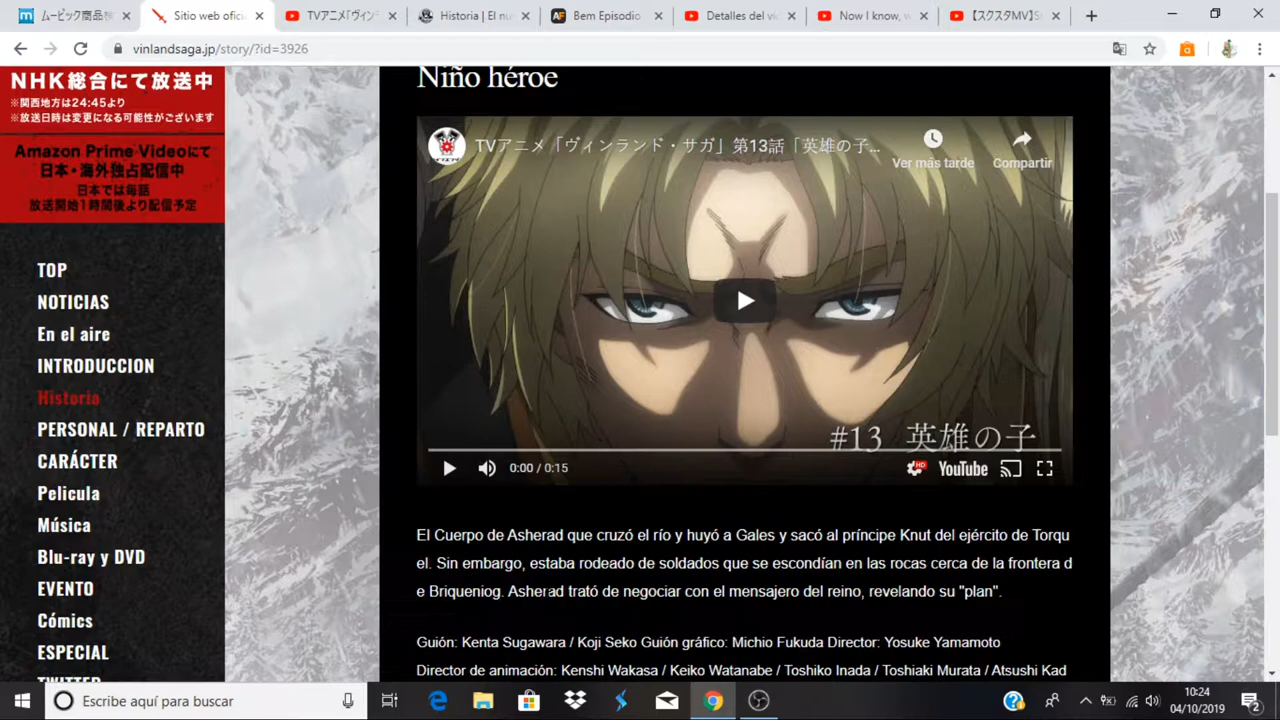 ムービック商品検
Sitio web ofic
TVアニメ「ヴィン
Historia | El nu
Bem Episodio
Detalles del vi
Now I know, w
【スクスタMV】S
vinlandsaga.jp/story/?id=3926
NHK総合にて放送中
※関西地方は24:45より
※放送日時は変更になる可能性がございます
Amazon Prime Videoにて
日本・海外独占配信中
日本では毎話
放送開始1時間後より配信予定
TOP
NOTICIAS
En el aire
INTRODUCCION
Historia
PERSONAL / REPARTO
CARÁCTER
Pelicula
Música
Blu-ray y DVD
EVENTO
Cómics
ESPECIAL
TWITTER
Niño héroe
TVアニメ「ヴィンランド・サガ」第13話「英雄の子...
Ver más tarde
Compartir
#13 英雄の子
0:00 / 0:15
HD
YouTube
El Cuerpo de Asherad que cruzó el río y huyó a Gales y sacó al príncipe Knut del ejército de Torqu
el. Sin embargo, estaba rodeado de soldados que se escondían en las rocas cerca de la frontera d
e Briqueniog. Asherad trató de negociar con el mensajero del reino, revelando su "plan".
Guión: Kenta Sugawara / Koji Seko Guión gráfico: Michio Fukuda Director: Yosuke Yamamoto
Director de animación: Kenshi Wakasa / Keiko Watanabe / Toshiko Inada / Toshiaki Murata / Atsushi Kad
Escribe aquí para buscar
10:24
04/10/2019
2